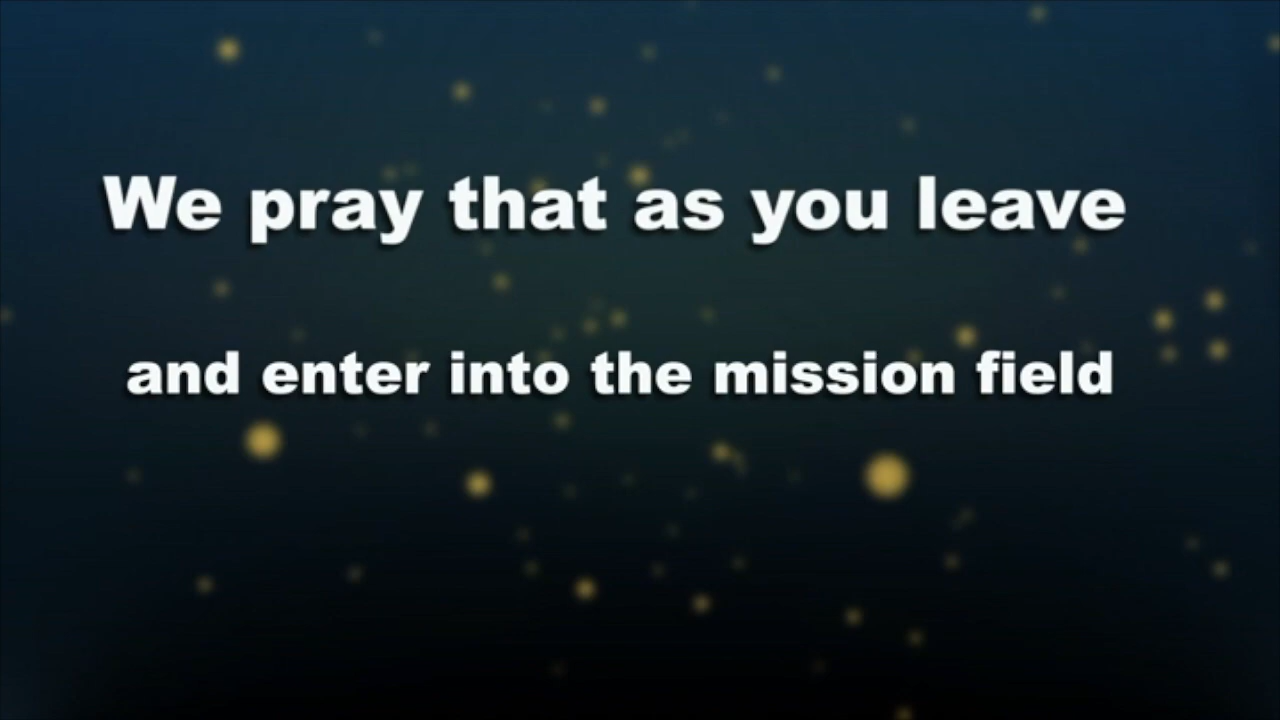 We pray that as you leave
and enter into the mission field